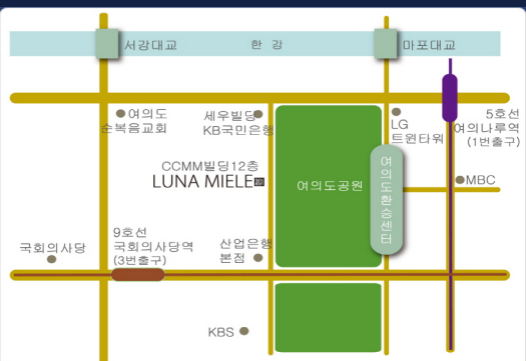 서강대교
한 강
마포대교
여의도
순복음교회
세우빌딩
KB국민은행
LG
트윈타워
5호선
여의나루역
(1번출구)
CCMM빌딩12층
LUNA MIELE
여의도공원
여의도환승센터
MBC
국회의사당
9호선
국회의사당역
(3번출구)
산업은행
본점
KBS